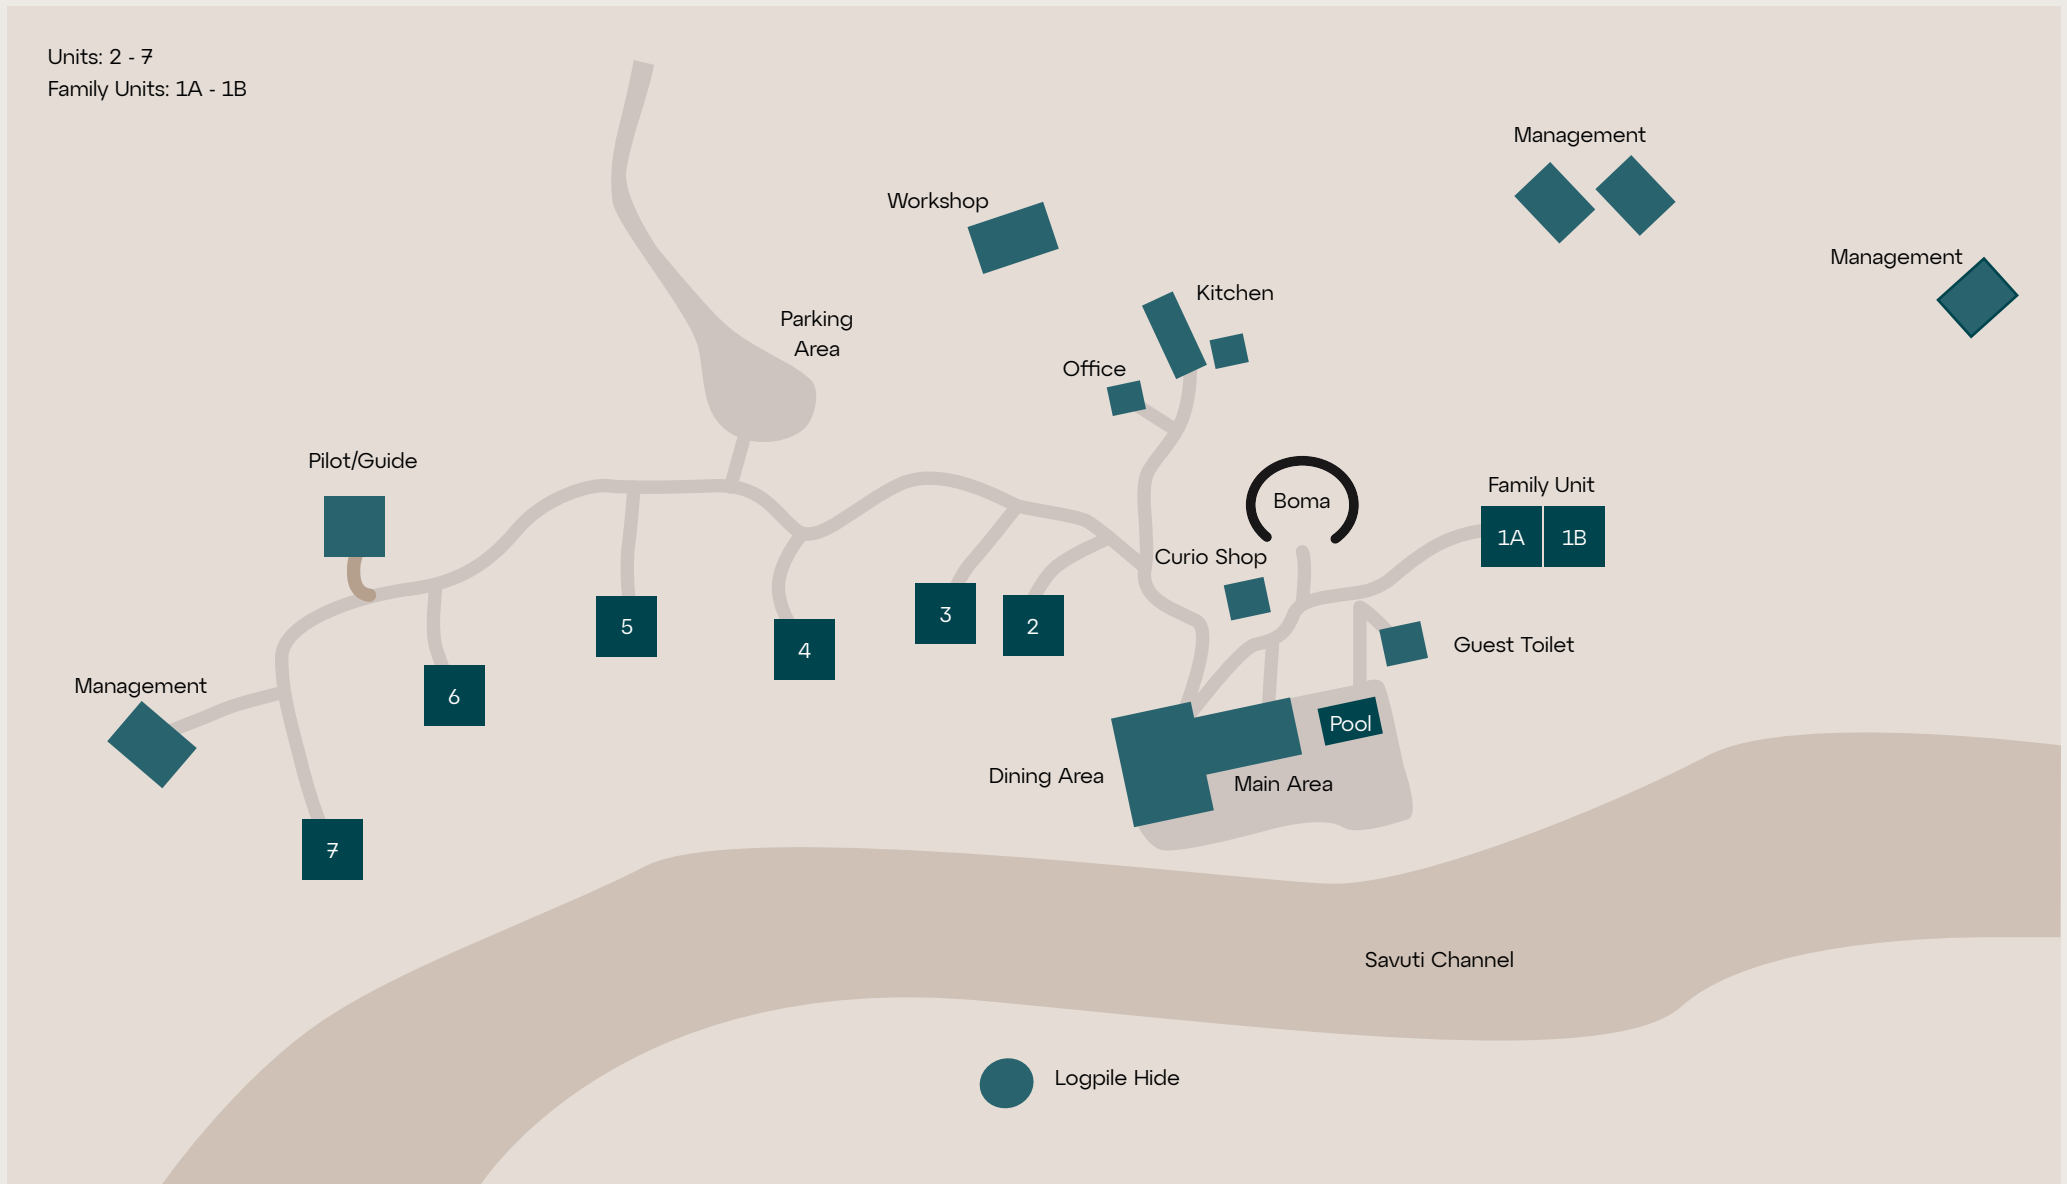 Units: 2 - 7
Family Units: 1A - 1B
Management
Workshop
Management
Kitchen
Parking
Area
Office
Pilot/Guide
Family Unit
Boma
1A
1B
Curio Shop
3
2
5
4
Guest Toilet
Management
6
Pool
Dining Area
Main Area
7
Savuti Channel
Logpile Hide